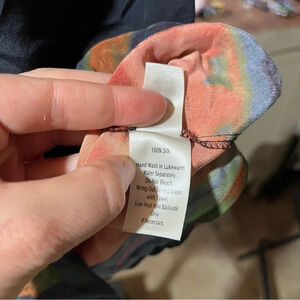 100% Silk
Hand Wash in Lukewarm
Water Separately.
Do Not Bleach
Wring Out Excess Water
with Towel.
Low Heat Iron Backside
Only
If Necessary.